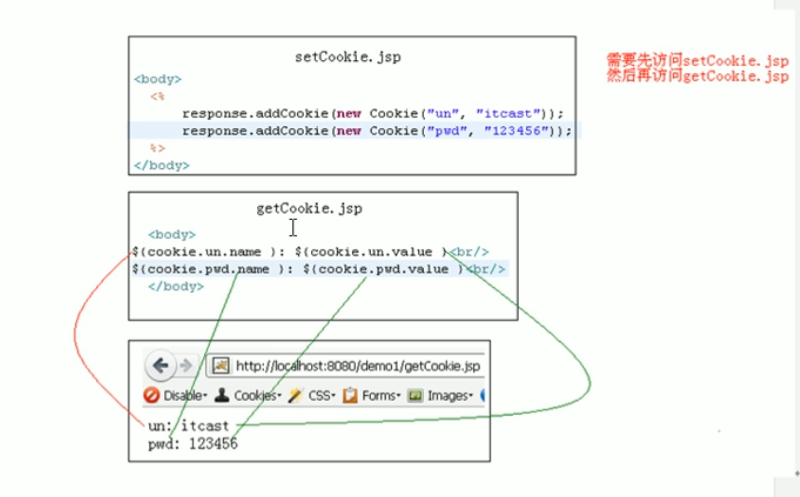 setCookie.jsp
需要先访问setCookie.jsp
然后再访问getCookie.jsp
<body>
<%
response.addCookie(new Cookie("un", "itcast"));
response.addCookie(new Cookie("pwd", "123456"));
%>
</body>
getCookie.jsp
<body>
${cookie.un.name }: ${cookie.un.value }<br/>
${cookie.pwd.name }: ${cookie.pwd.value }<br/>
</body>
http://localhost:8080/demo1/getCookie.jsp
Disable Cookies CSS Forms Images
un: itcast
pwd: 123456